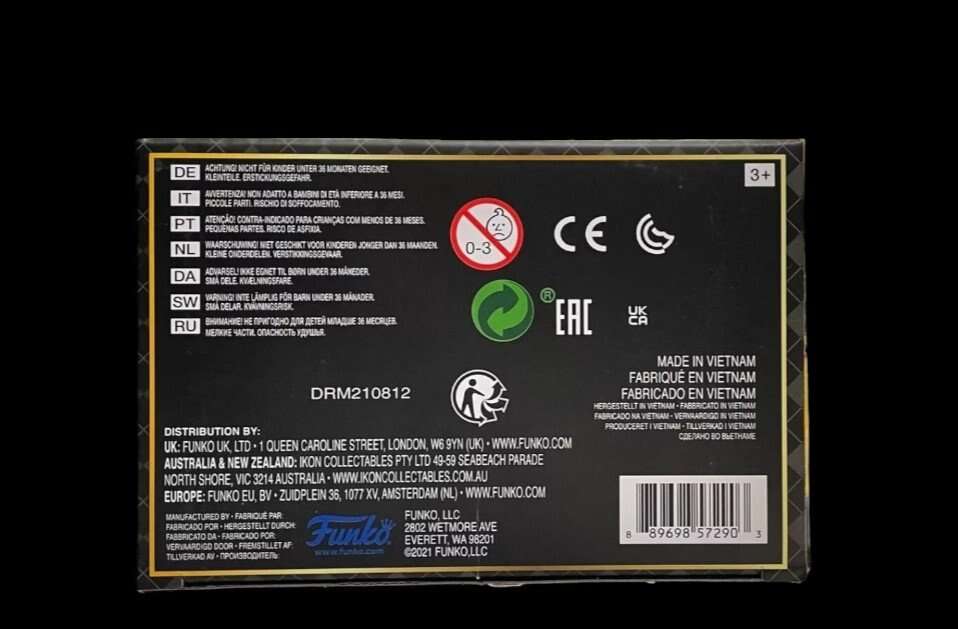 DE ACHTUNG! NICHT FÜR KINDER UNTER 36 MONATEN GEEIGNET.
KLEINTEILE. ERSTICKUNGSGEFAHR.
IT AVVERTENZA! NON ADATTO A BAMBINI DI ETÀ INFERIORE A 36 MESI.
PICCOLE PARTI. RISCHIO DI SOFFOCAMENTO.
PT ATENÇÃO! CONTRA-INDICADO PARA CRIANÇAS COM MENOS DE 36 MESES.
PEQUENAS PARTES. RISCO DE ASFIXIA.
NL WAARSCHUWING! NIET GESCHIKT VOOR KINDEREN JONGER DAN 36 MAANDEN.
KLEINE ONDERDELEN. VERSTIKKINGSGEVAAR.
DA ADVARSEL! IKKE EGNET TIL BØRN UNDER 36 MÅNEDER.
SMÅ DELE. KVÆLNINGSFARE.
SW VARNING! INTE LÄMPLIG FÖR BARN UNDER 36 MÅNADER.
SMÅ DELAR. KVÄVNINGSRISK.
RU ВНИМАНИЕ! НЕ ПРИГОДНО ДЛЯ ДЕТЕЙ МЛАДШЕ 36 МЕСЯЦЕВ.
МЕЛКИЕ ЧАСТИ. ОПАСНОСТЬ УДУШЬЯ.
3+
0-3
CE
®
EAC
UK
CA
MADE IN VIETNAM
FABRIQUÉ EN VIETNAM
FABRICADO EN VIETNAM
HERGESTELLT IN VIETNAM • FABBRICATO IN VIETNAM
FABRICADO NA VIETNAM • VERVAARDIGD IN VIETNAM
PRODUCERET I VIETNAM • TILLVERKAD I VIETNAM
СДЕЛАНО ВО ВЬЕТНАМЕ
DRM210812
DISTRIBUTION BY:
UK: FUNKO UK, LTD • 1 QUEEN CAROLINE STREET, LONDON, W6 9YN (UK) • WWW.FUNKO.COM
AUSTRALIA & NEW ZEALAND: IKON COLLECTABLES PTY LTD 49-59 SEABEACH PARADE
NORTH SHORE, VIC 3214 AUSTRALIA • WWW.IKONCOLLECTABLES.COM.AU
EUROPE: FUNKO EU, BV • ZUIDPLEIN 36, 1077 XV, AMSTERDAM (NL) • WWW.FUNKO.COM
MANUFACTURED BY • FABRIQUÉ PAR:
FABRICADO POR • HERGESTELLT DURCH:
FABBRICATO DA • FABRICADO POR:
VERVAARDIGD DOOR • FREMSTILLET AF:
TILLVERKAD AV • ПРОИЗВОДИТЕЛЬ:
Funko
www.funko.com
FUNKO, LLC
2802 WETMORE AVE
EVERETT, WA 98201
©2021 FUNKO, LLC
8 89698 57290 3